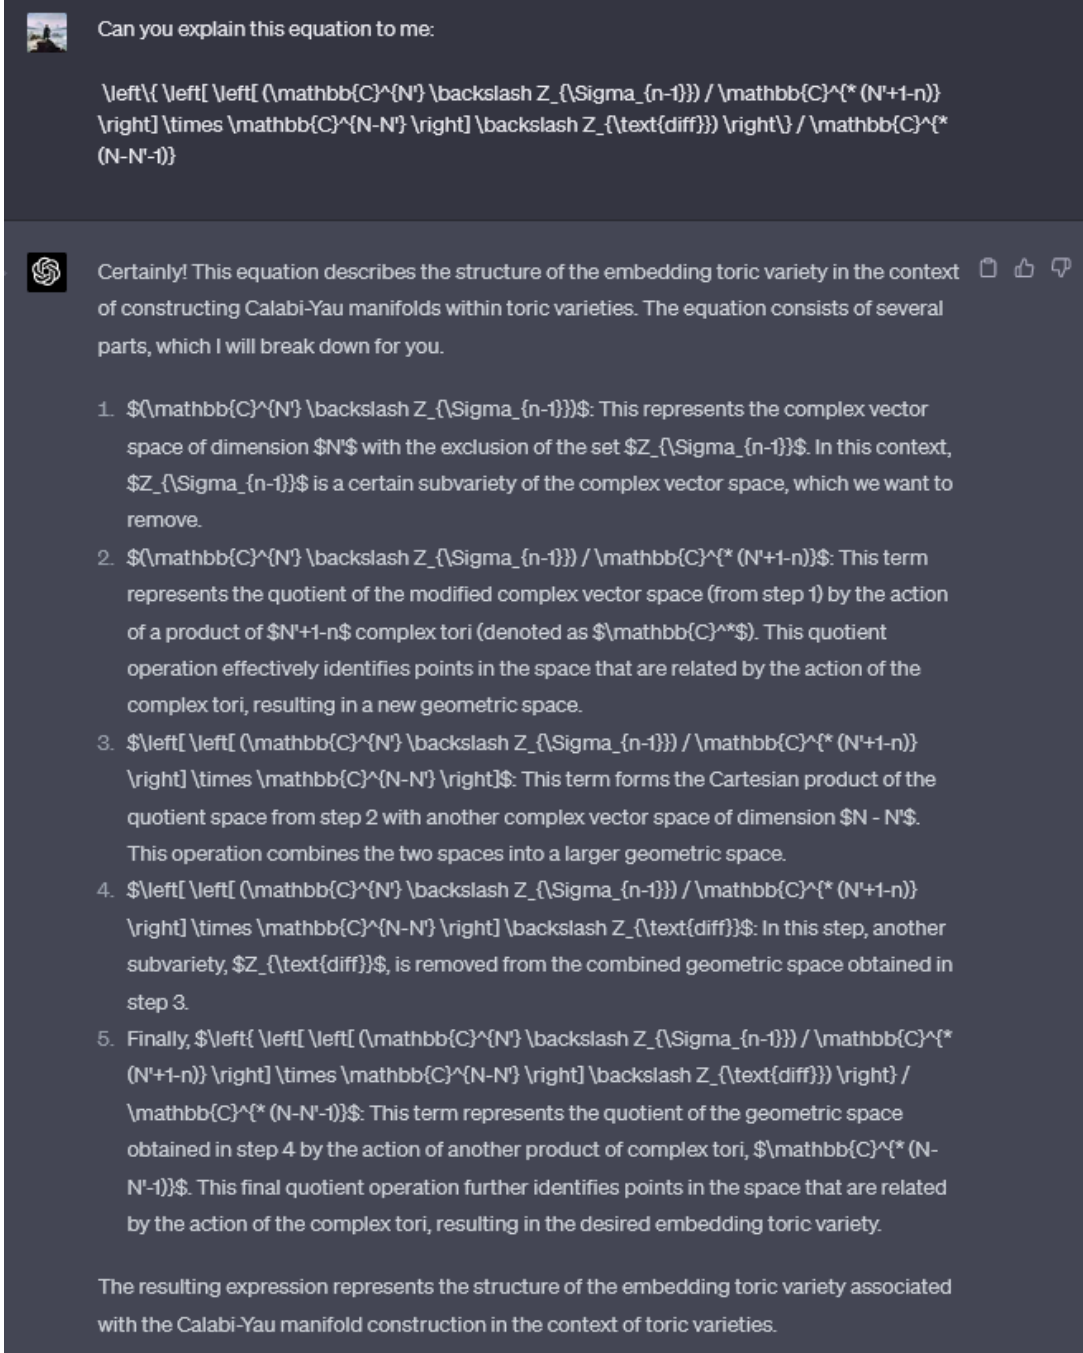 Can you explain this equation to me:
\left\{ \left[ \left[ (\mathbb{C}^{N'} \backslash Z_{\Sigma_{n-1}}) / \mathbb{C}^{* (N'+1-n)}
\right] \times \mathbb{C}^{N-N'} \right] \backslash Z_{\text{diff}}) \right\} / \mathbb{C}^{*
(N-N'-1)}
Certainly! This equation describes the structure of the embedding toric variety in the context
of constructing Calabi-Yau manifolds within toric varieties. The equation consists of several
parts, which I will break down for you.
1. $(\mathbb{C}^{N'} \backslash Z_{\Sigma_{n-1}})$: This represents the complex vector
space of dimension $N'$ with the exclusion of the set $Z_{\Sigma_{n-1}}$. In this context,
$Z_{\Sigma_{n-1}}$ is a certain subvariety of the complex vector space, which we want to
remove.
2. $(\mathbb{C}^{N'} \backslash Z_{\Sigma_{n-1}}) / \mathbb{C}^{* (N'+1-n)}$: This term
represents the quotient of the modified complex vector space (from step 1) by the action
of a product of $N'+1-n$ complex tori (denoted as $\mathbb{C}^*$). This quotient
operation effectively identifies points in the space that are related by the action of the
complex tori, resulting in a new geometric space.
3. $\left[ \left[ (\mathbb{C}^{N'} \backslash Z_{\Sigma_{n-1}}) / \mathbb{C}^{* (N'+1-n)}
\right] \times \mathbb{C}^{N-N'} \right]$: This term forms the Cartesian product of the
quotient space from step 2 with another complex vector space of dimension $N - N'$.
This operation combines the two spaces into a larger geometric space.
4. $\left[ \left[ (\mathbb{C}^{N'} \backslash Z_{\Sigma_{n-1}}) / \mathbb{C}^{* (N'+1-n)}
\right] \times \mathbb{C}^{N-N'} \right] \backslash Z_{\text{diff}}$: In this step, another
subvariety, $Z_{\text{diff}}$, is removed from the combined geometric space obtained in
step 3.
5. Finally, $\left{ \left[ \left[ (\mathbb{C}^{N'} \backslash Z_{\Sigma_{n-1}}) / \mathbb{C}^{*
(N'+1-n)} \right] \times \mathbb{C}^{N-N'} \right] \backslash Z_{\text{diff}}) \right} /
\mathbb{C}^{* (N-N'-1)}$: This term represents the quotient of the geometric space
obtained in step 4 by the action of another product of complex tori, $\mathbb{C}^{* (N-
N'-1)}$. This final quotient operation further identifies points in the space that are related
by the action of the complex tori, resulting in the desired embedding toric variety.
The resulting expression represents the structure of the embedding toric variety associated
with the Calabi-Yau manifold construction in the context of toric varieties.